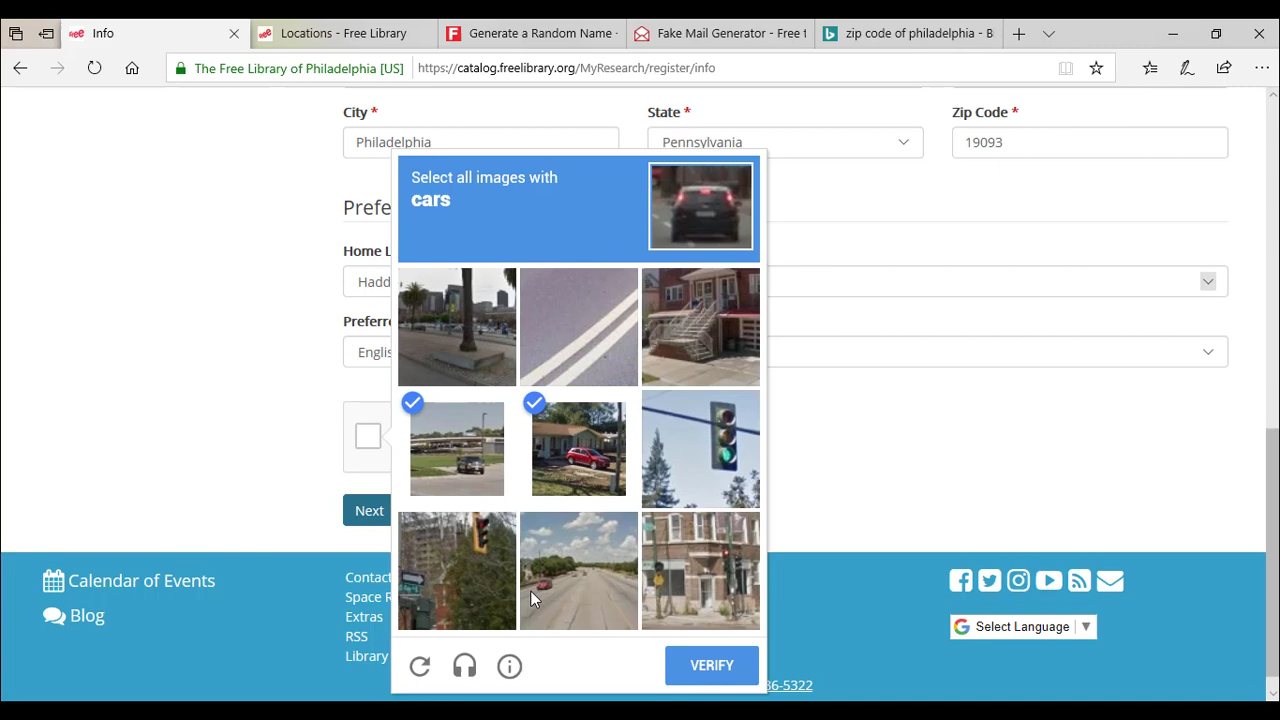 Info
Locations - Free Library
Generate a Random Name -
Fake Mail Generator - Free t
zip code of philadelphia - B
The Free Library of Philadelphia [US]
https://catalog.freelibrary.org/MyResearch/register/info
City *
State *
Zip Code *
Philadelphia
Pennsylvania
19093
Select all images with
cars
Prefe
Home L
Hadd
Preferre
Englis
Next
VERIFY
Calendar of Events
Blog
Contact
Space R
Extras
RSS
Library
Select Language
86-5322